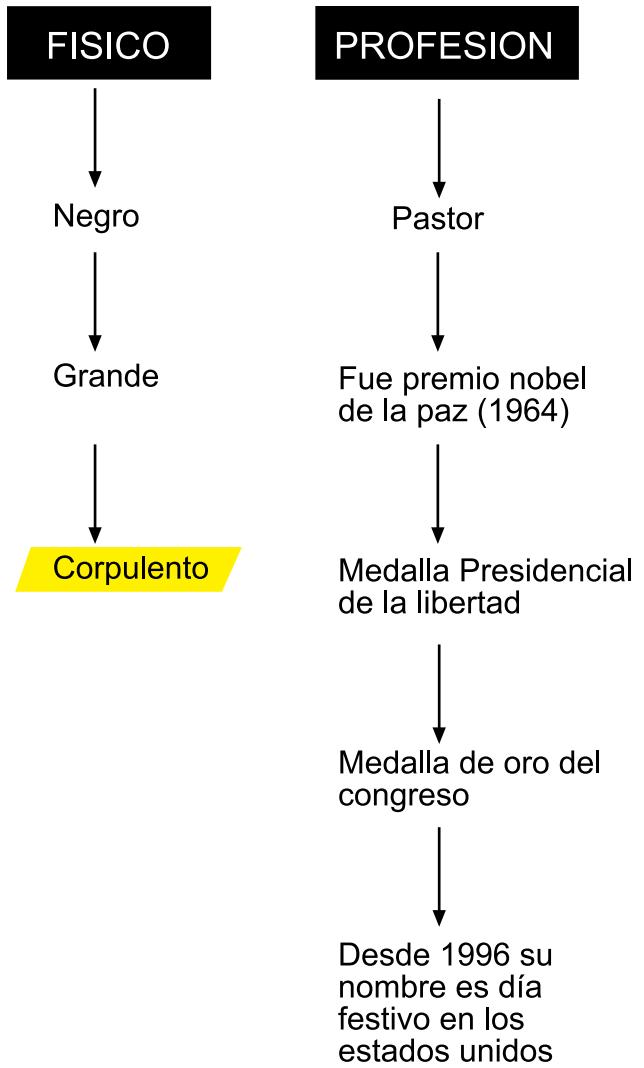 FISICO
Negro
Grande
Corpulento
PROFESION
Pastor
Fue premio nobel
de la paz (1964)
Medalla Presidencial
de la libertad
Medalla de oro del
congreso
Desde 1996 su
nombre es día
festivo en los
estados unidos